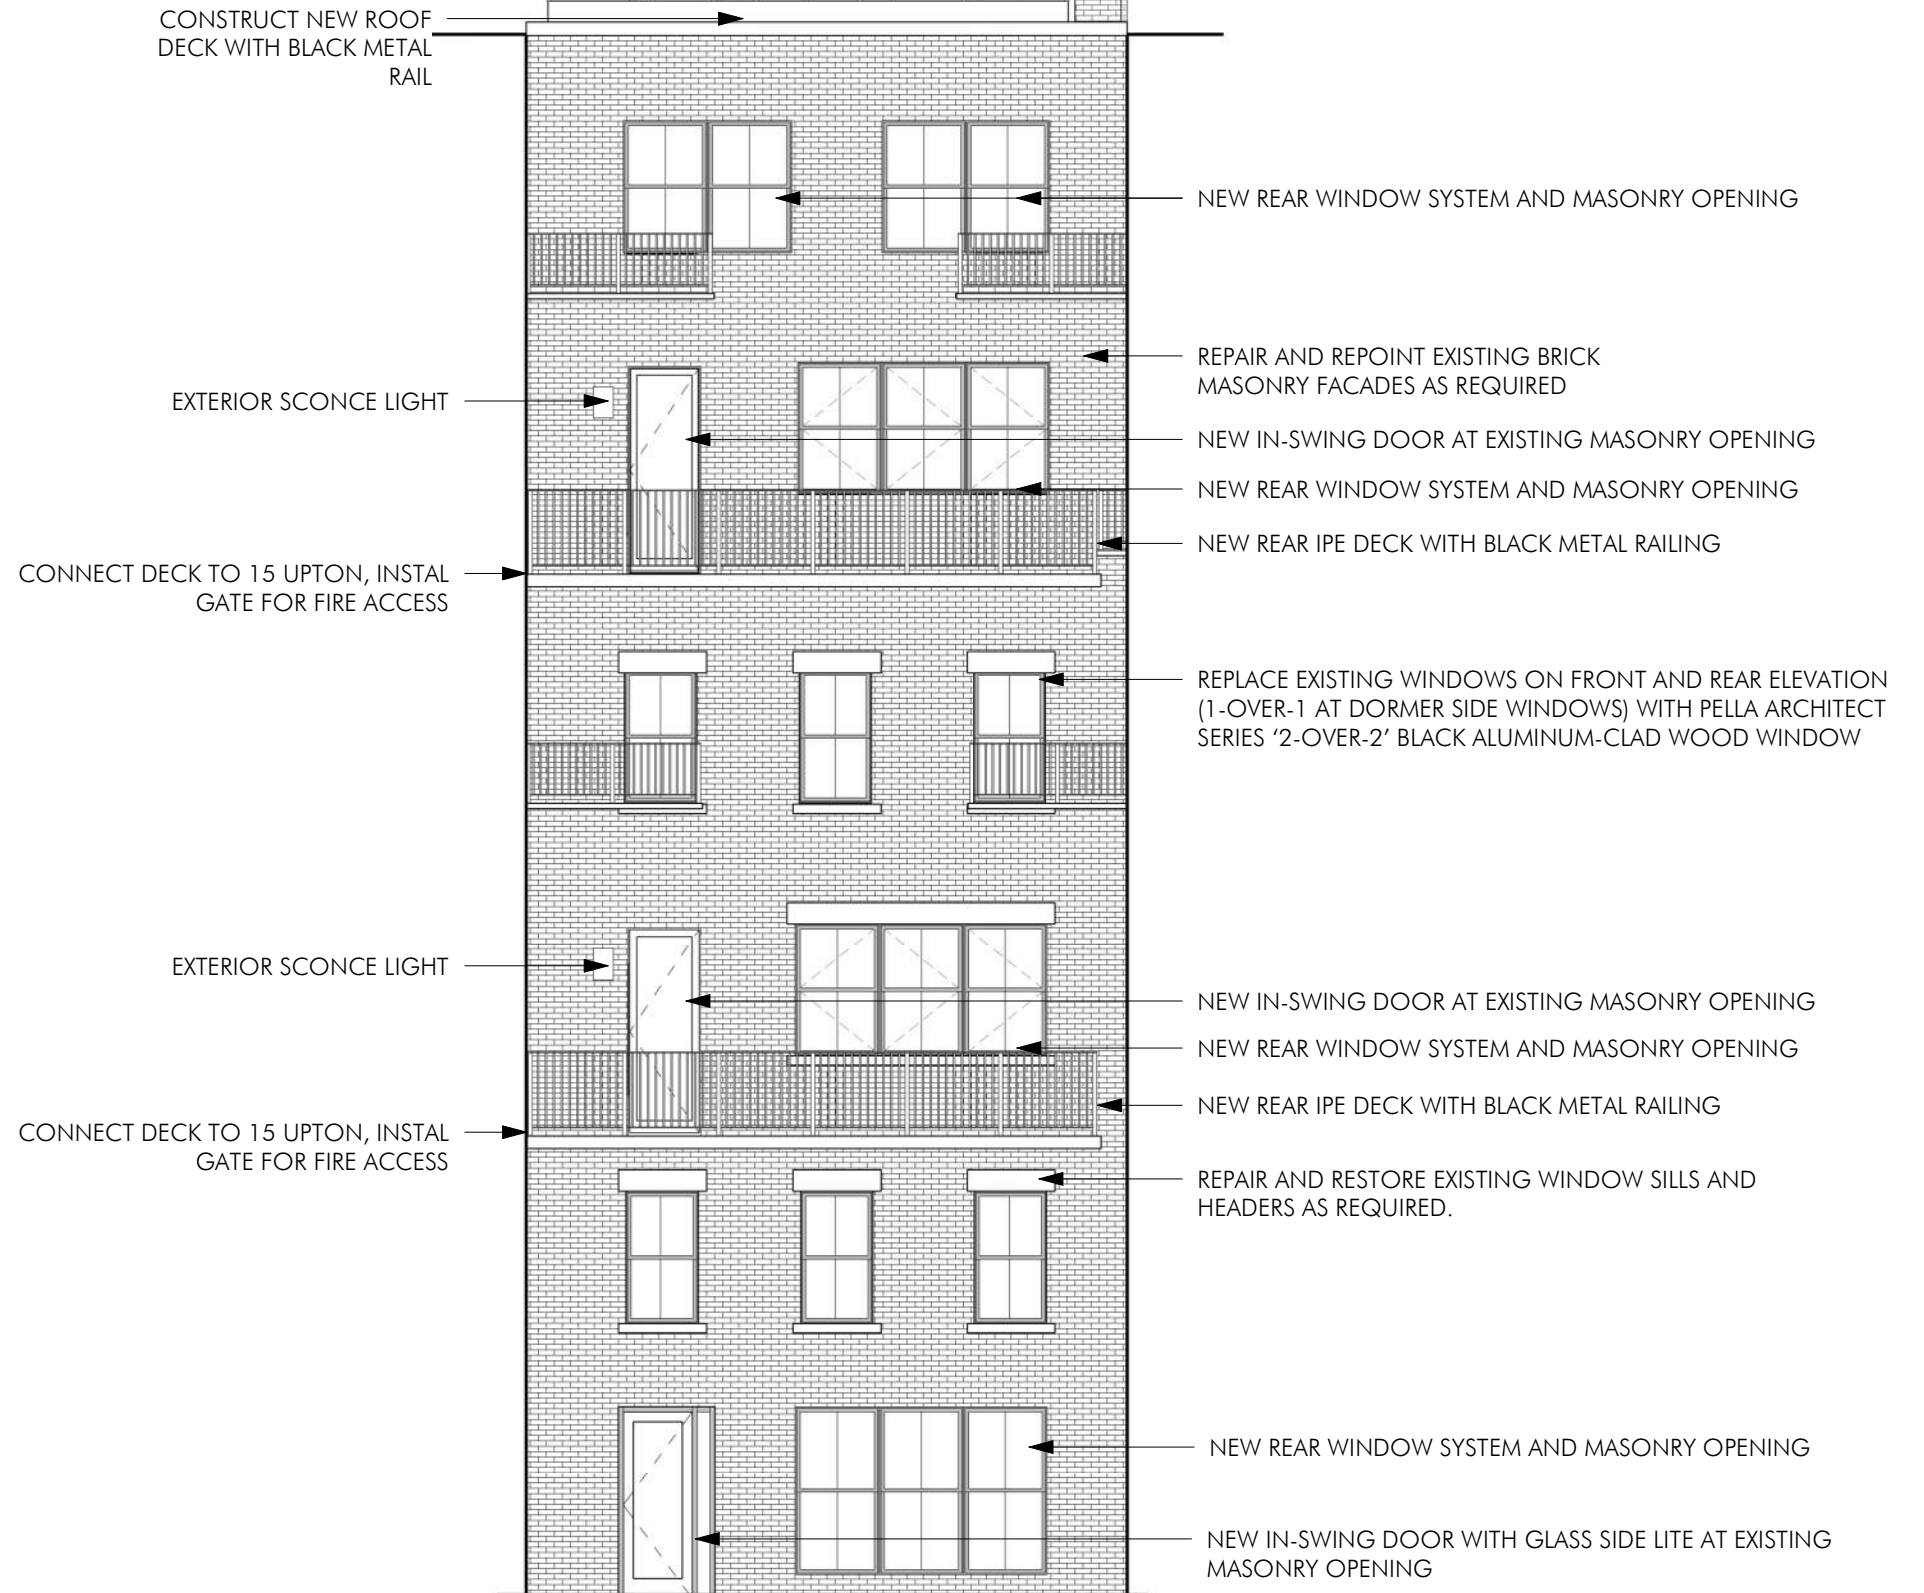 CONSTRUCT NEW ROOF
DECK WITH BLACK METAL
RAIL
NEW REAR WINDOW SYSTEM AND MASONRY OPENING
REPAIR AND REPOINT EXISTING BRICK
MASONRY FACADES AS REQUIRED
EXTERIOR SCONCE LIGHT
NEW IN-SWING DOOR AT EXISTING MASONRY OPENING
NEW REAR WINDOW SYSTEM AND MASONRY OPENING
NEW REAR IPE DECK WITH BLACK METAL RAILING
CONNECT DECK TO 15 UPTON, INSTAL
GATE FOR FIRE ACCESS
REPLACE EXISTING WINDOWS ON FRONT AND REAR ELEVATION
(1-OVER-1 AT DORMER SIDE WINDOWS) WITH PELLA ARCHITECT
SERIES ‘2-OVER-2’ BLACK ALUMINUM-CLAD WOOD WINDOW
EXTERIOR SCONCE LIGHT
NEW IN-SWING DOOR AT EXISTING MASONRY OPENING
NEW REAR WINDOW SYSTEM AND MASONRY OPENING
NEW REAR IPE DECK WITH BLACK METAL RAILING
CONNECT DECK TO 15 UPTON, INSTAL
GATE FOR FIRE ACCESS
REPAIR AND RESTORE EXISTING WINDOW SILLS AND
HEADERS AS REQUIRED.
NEW REAR WINDOW SYSTEM AND MASONRY OPENING
NEW IN-SWING DOOR WITH GLASS SIDE LITE AT EXISTING
MASONRY OPENING